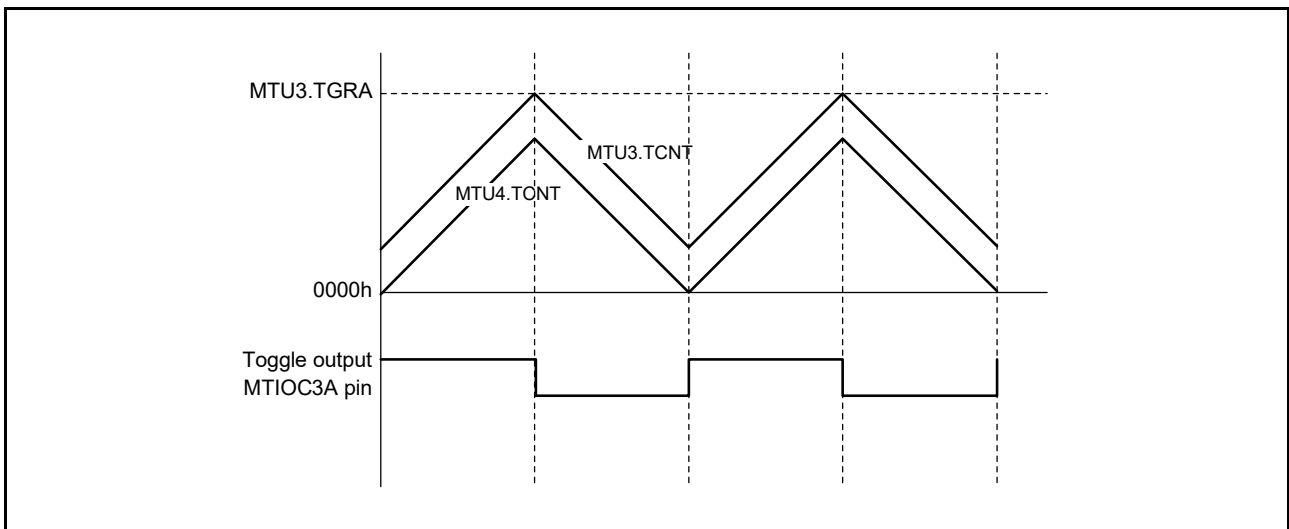 MTU3.TGRA
MTU3.TCNT
MTU4.TCNT
0000h
Toggle output
MTIOC3A pin